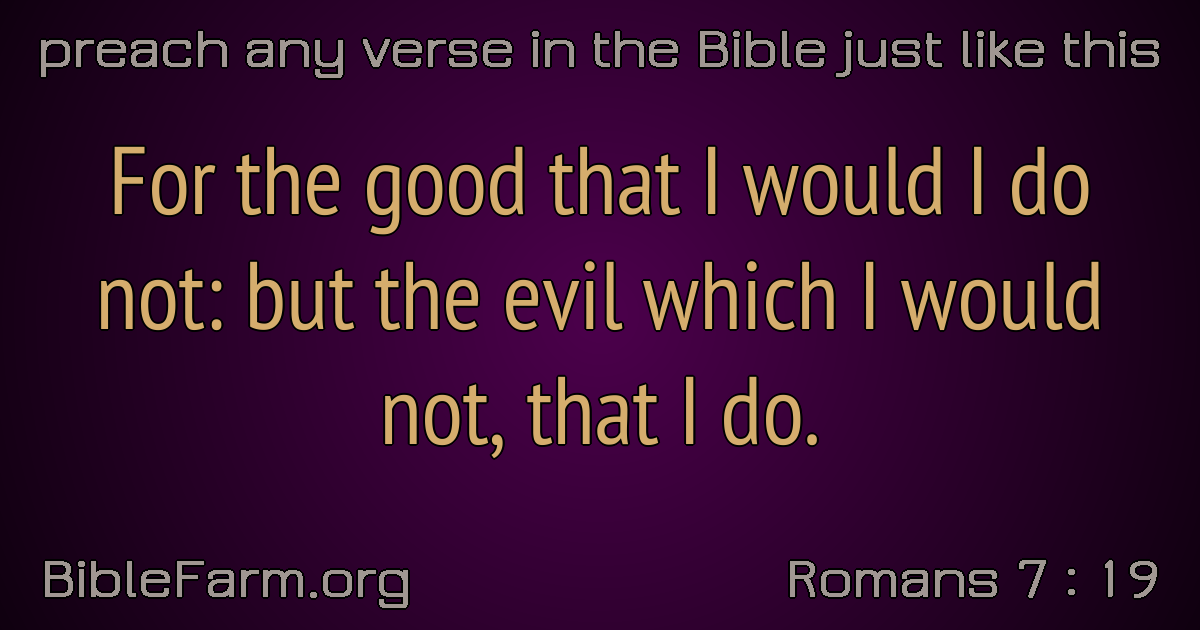 preach any verse in the Bible just like this
For the good that I would I do
not: but the evil which I would
not, that I do.
BibleFarm.org
Romans 7 : 19